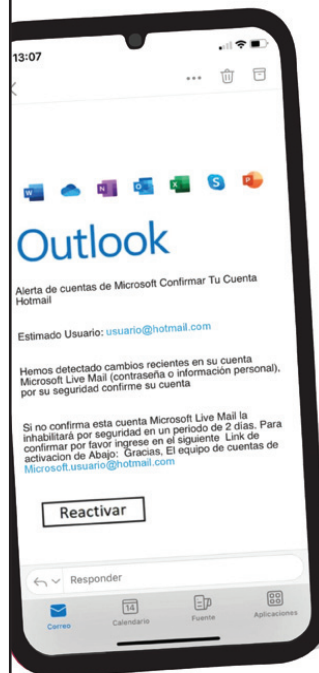 13:07
Outlook
Alerta de cuentas de Microsoft Confirmar Tu Cuenta
Hotmail
Estimado Usuario: usuario@hotmail.com
Hemos detectado cambios recientes en su cuenta
Microsoft Live Mail (contraseña o información personal),
por su seguridad confirme su cuenta
Si no confirma esta cuenta Microsoft Live Mail la
inhabilitará por seguridad en un periodo de 2 dias. Para
confirmar por favor ingrese en el siguiente Link de
activacion de Abajo: Gracias, El equipo de cuentas de
Microsoft.usuario@hotmail.com
Reactivar
Responder
14
Correo Calendario Fuente Aplicaciones